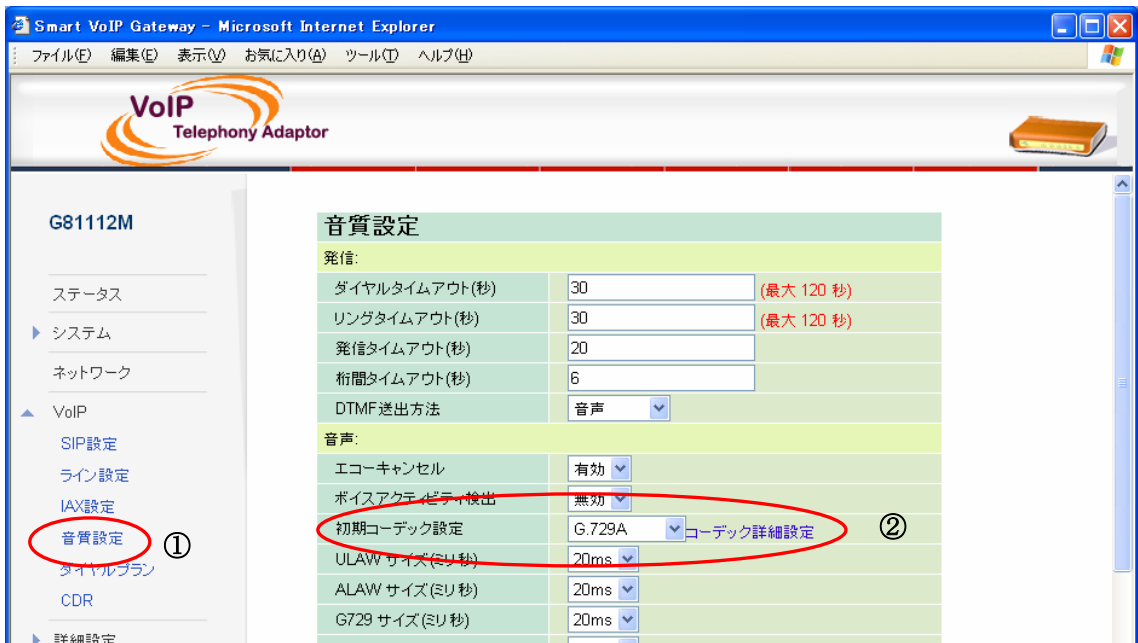 Smart VoIP Gateway - Microsoft Internet Explorer
ファイル(F) 編集(E) 表示(V) お気に入り(A) ツール(T) ヘルプ(H)
VoIP
Telephony Adaptor
G81112M
ステータス
システム
ネットワーク
VoIP
SIP設定
ライン設定
IAX設定
音質設定 ①
ダイヤルプラン
CDR
詳細設定
音質設定
発信:
ダイヤルタイムアウト(秒) 30 (最大 120 秒)
リングタイムアウト(秒) 30 (最大 120 秒)
発信タイムアウト(秒) 20
桁間タイムアウト(秒) 6
DTMF送出方法 音声
音声:
エコーキャンセル 有効
ボイスアクティビティ検出 無効
初期コーデック設定 G.729A コーデック詳細設定 ②
ULAW サイズ(ミリ秒) 20ms
ALAW サイズ(ミリ秒) 20ms
G729 サイズ(ミリ秒) 20ms